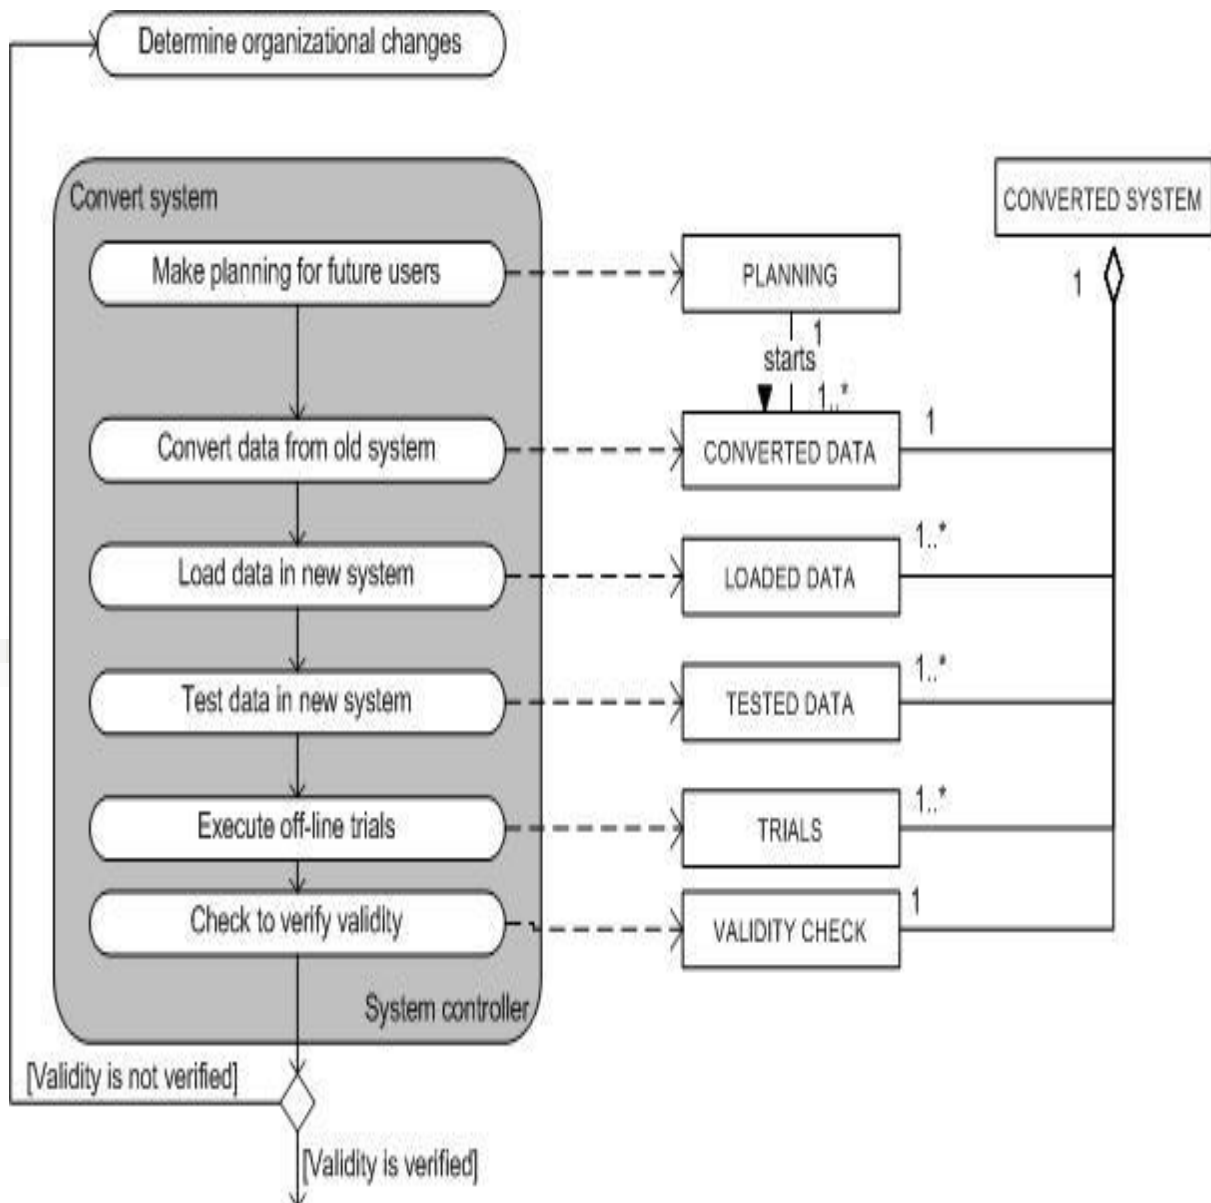 Determine organizational changes
Convert system
CONVERTED SYSTEM
Make planning for future users
PLANNING
1
1
starts
1..*
Convert data from old system
CONVERTED DATA
1
Load data in new system
LOADED DATA
1..*
Test data in new system
TESTED DATA
1..*
Execute off-line trials
TRIALS
1..*
Check to verify validity
VALIDITY CHECK
1
System controller
[Validity is not verified]
[Validity is verified]